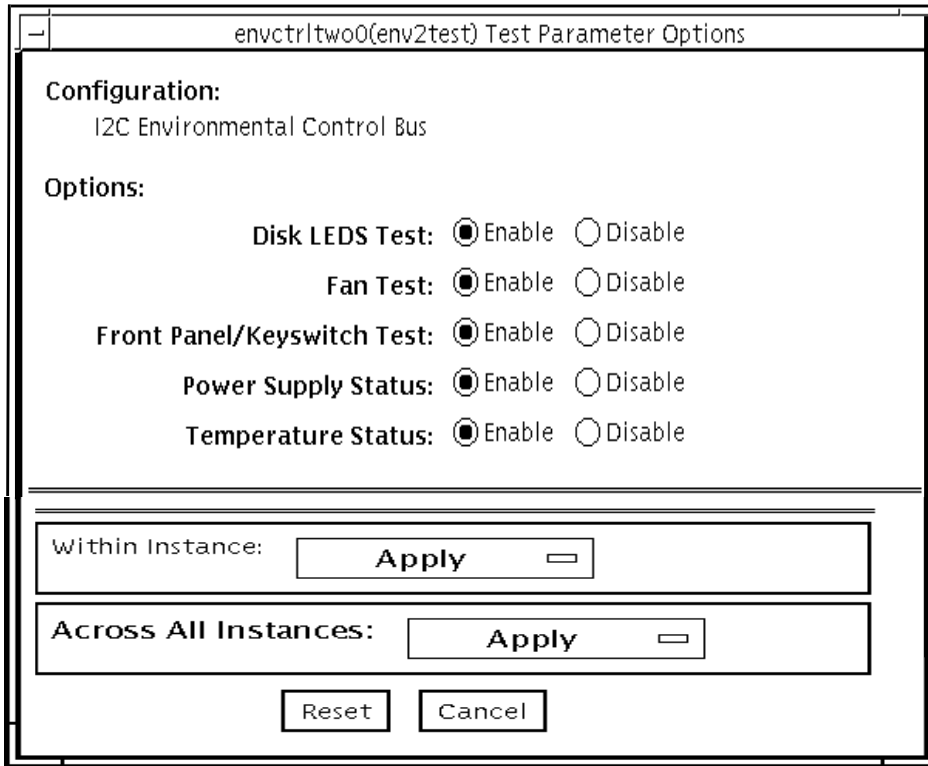 envctrltwo0(env2test) Test Parameter Options
Configuration:
I2C Environmental Control Bus
Options:
Disk LEDS Test: Enable Disable
Fan Test: Enable Disable
Front Panel/Keyswitch Test: Enable Disable
Power Supply Status: Enable Disable
Temperature Status: Enable Disable
Within Instance: Apply
Across All Instances: Apply
Reset Cancel